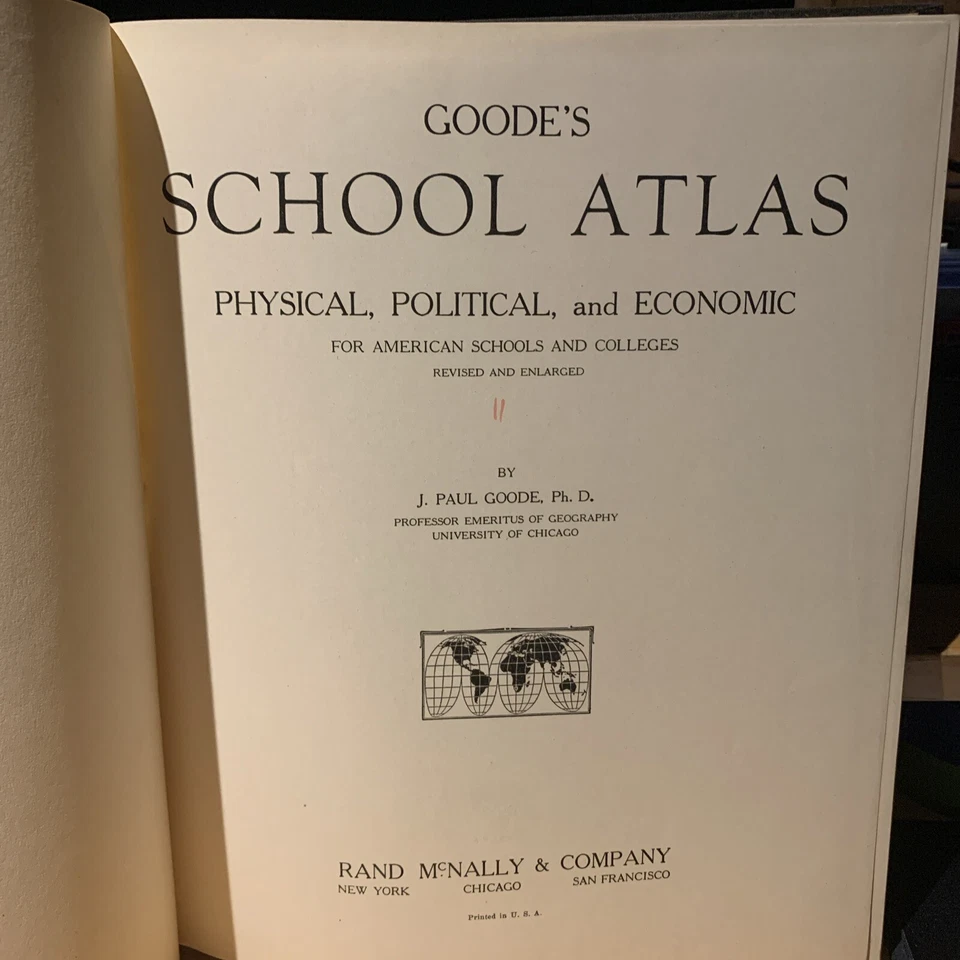 GOODE'S
SCHOOL ATLAS
PHYSICAL, POLITICAL, and ECONOMIC
FOR AMERICAN SCHOOLS AND COLLEGES
REVISED AND ENLARGED
11
BY
J. PAUL GOODE, Ph. D.
PROFESSOR EMERITUS OF GEOGRAPHY
UNIVERSITY OF CHICAGO
RAND McNALLY & COMPANY
NEW YORK CHICAGO SAN FRANCISCO
Printed in U. S. A.